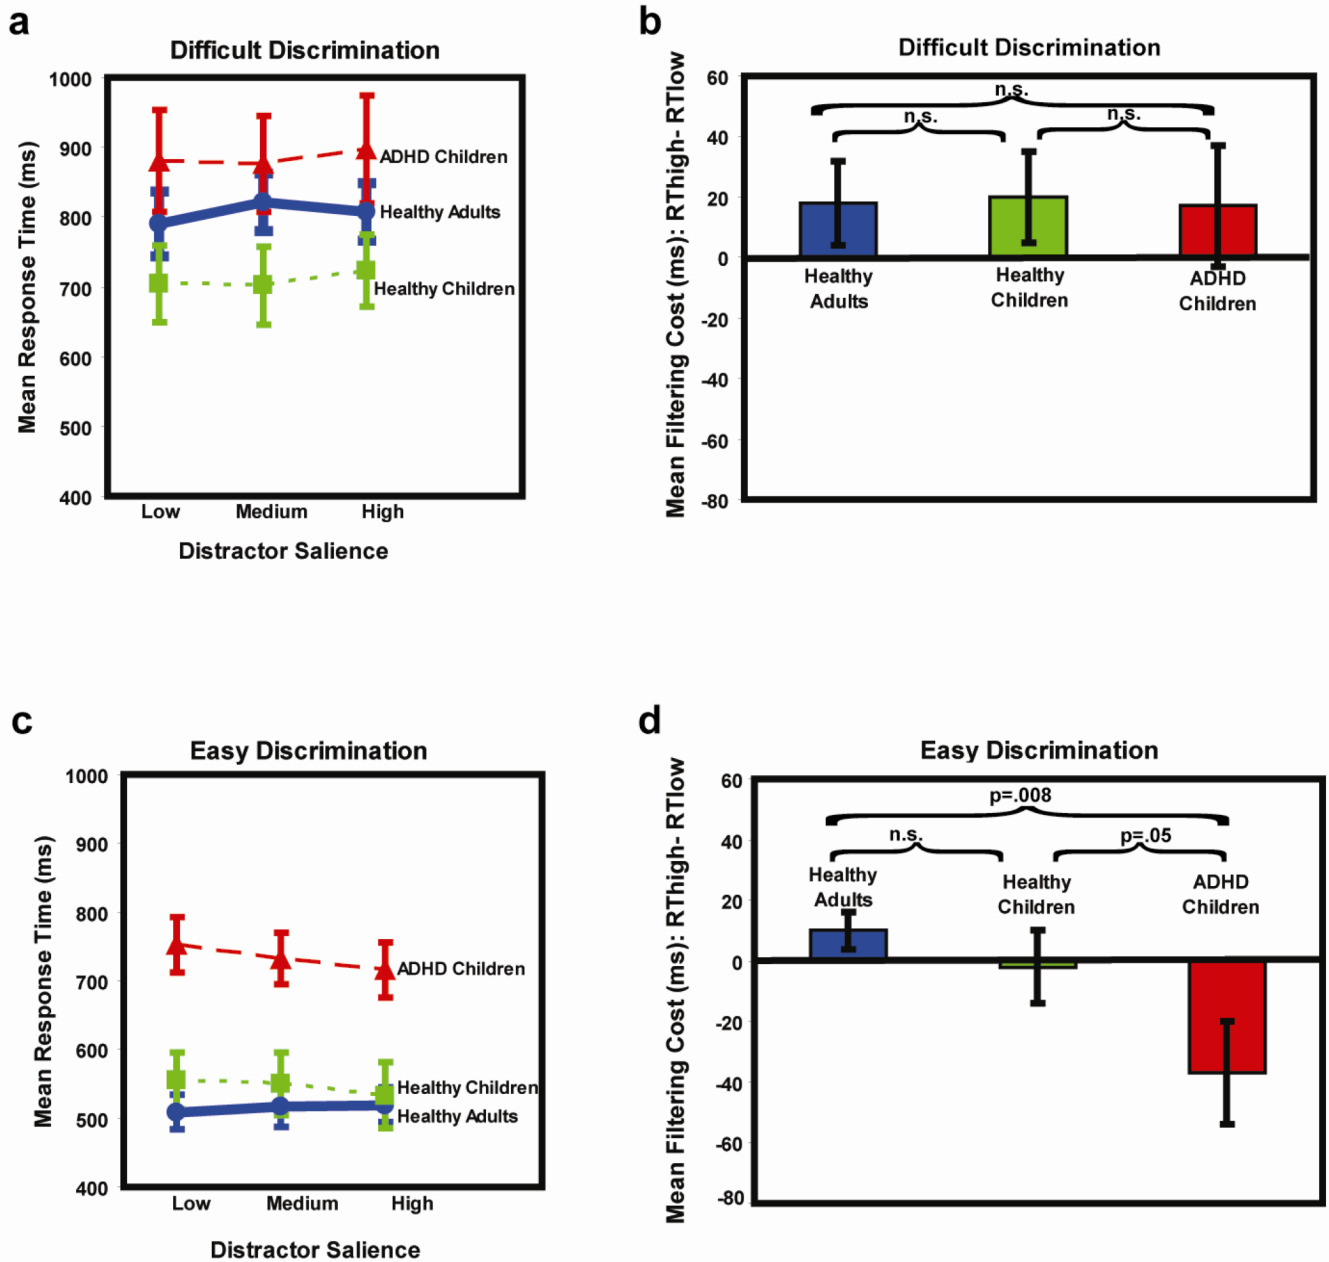 a
Difficult Discrimination
1000
900
800
700
600
500
400
Mean Response Time (ms)
ADHD Children
Healthy Adults
Healthy Children
Low Medium High
Distractor Salience
b
Difficult Discrimination
60
40
20
0
-20
-40
-60
-80
Mean Filtering Cost (ms): RThigh- RTlow
n.s.
n.s. n.s.
Healthy
Adults
Healthy
Children
ADHD
Children
c
Easy Discrimination
1000
900
800
700
600
500
400
Mean Response Time (ms)
ADHD Children
Healthy Children
Healthy Adults
Low Medium High
Distractor Salience
d
Easy Discrimination
60
40
20
0
-20
-40
-60
-80
Mean Filtering Cost (ms): RThigh- RTlow
p=.008
n.s. p=.05
Healthy
Adults
Healthy
Children
ADHD
Children